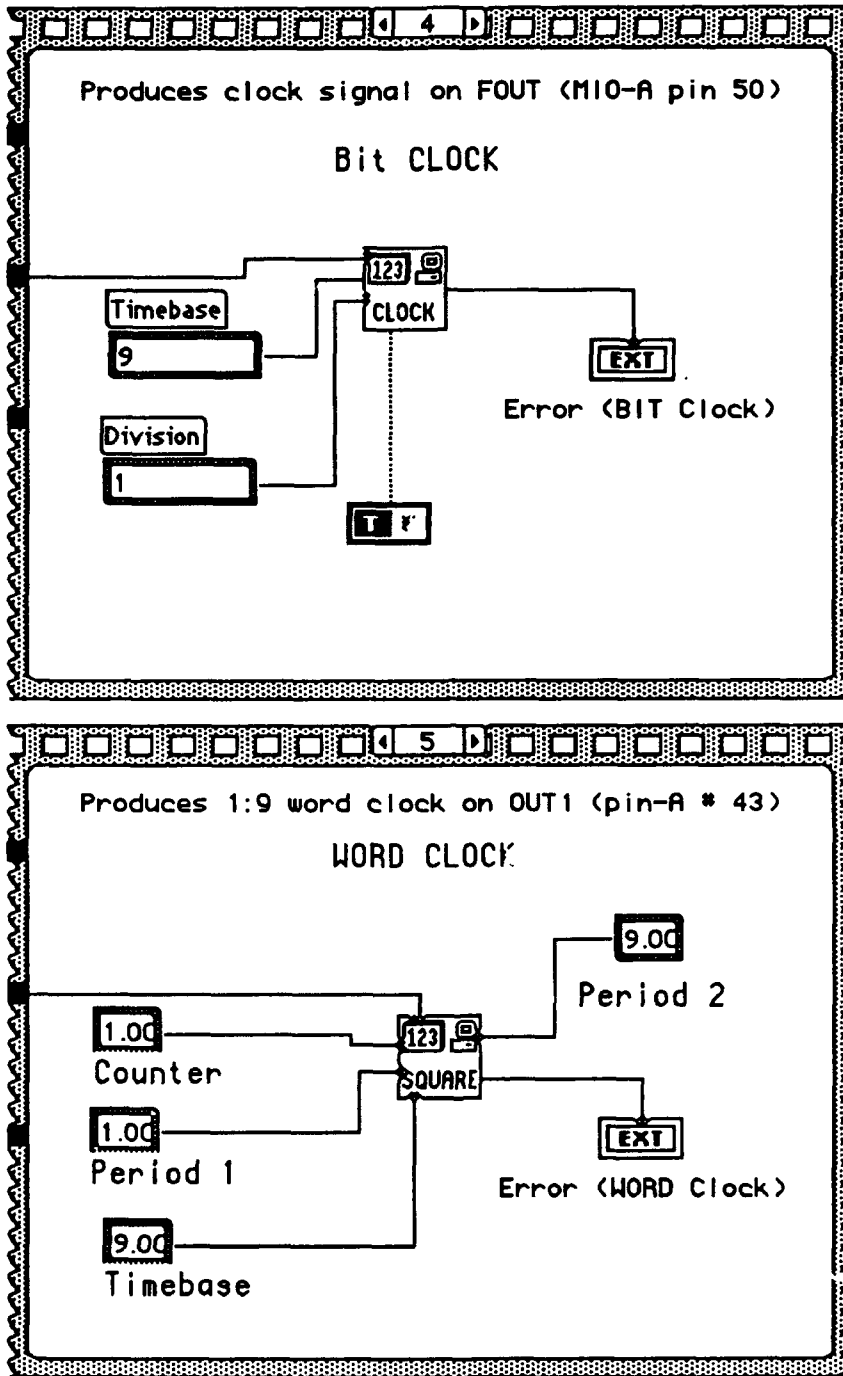 4
Produces clock signal on FOUT (MIO-A pin 50)
Bit CLOCK
123
CLOCK
Timebase
9
EXT
Error (BIT Clock)
Division
1
T F
5
Produces 1:9 word clock on OUT1 (pin-A # 43)
WORD CLOCK
9.00
Period 2
1.00
Counter
123
SQUARE
1.00
Period 1
EXT
Error (WORD Clock)
9.00
Timebase